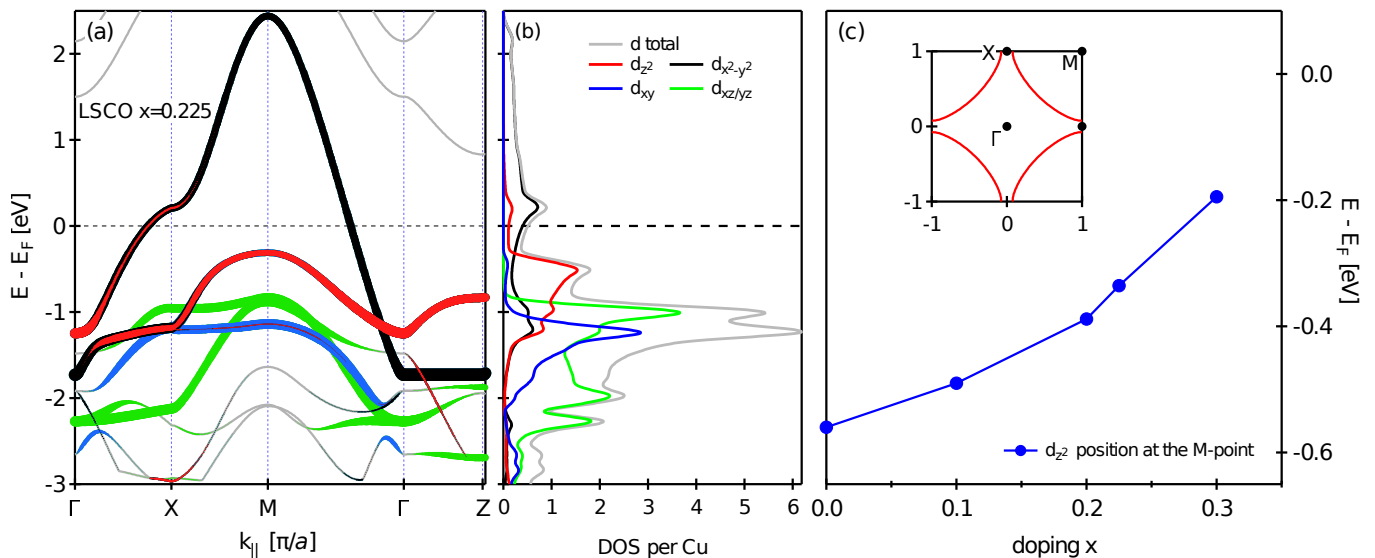 (a)
LSCO x=0.225
E - E_F [eV]
2
1
0
-1
-2
-3
Γ X M Γ Z
k_|| [π/a]
(b)
d total
d_z² d_x²-y²
d_xy d_xz/yz
0 1 2 3 4 5 6
DOS per Cu
(c)
X M
Γ
1
0
-1
-1 0 1
0.0
-0.2
-0.4
-0.6
E - E_F [eV]
d_z² position at the M-point
0.0 0.1 0.2 0.3
doping x